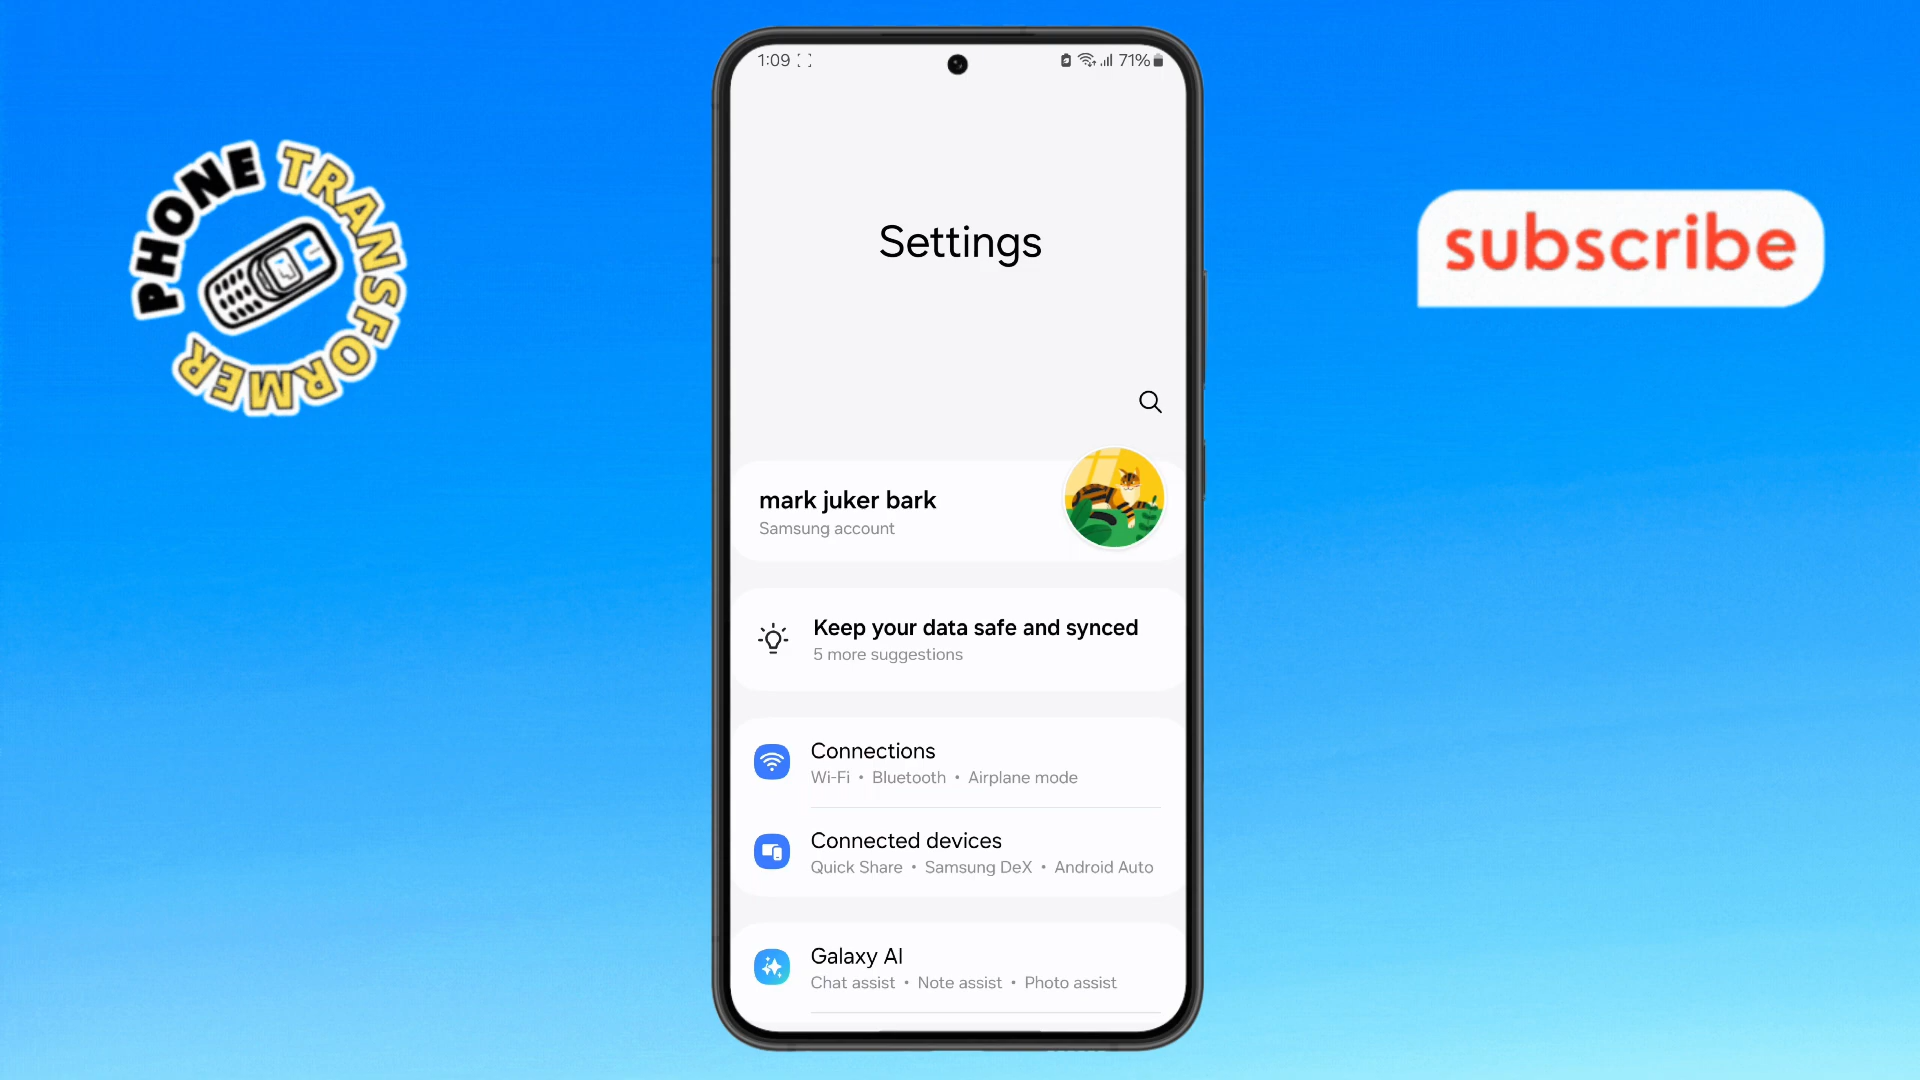 PHONE TRANSFORMER
subscribe
1:09
71%
Settings
mark juker bark
Samsung account
Keep your data safe and synced
5 more suggestions
Connections
Wi-Fi • Bluetooth • Airplane mode
Connected devices
Quick Share • Samsung DeX • Android Auto
Galaxy AI
Chat assist • Note assist • Photo assist